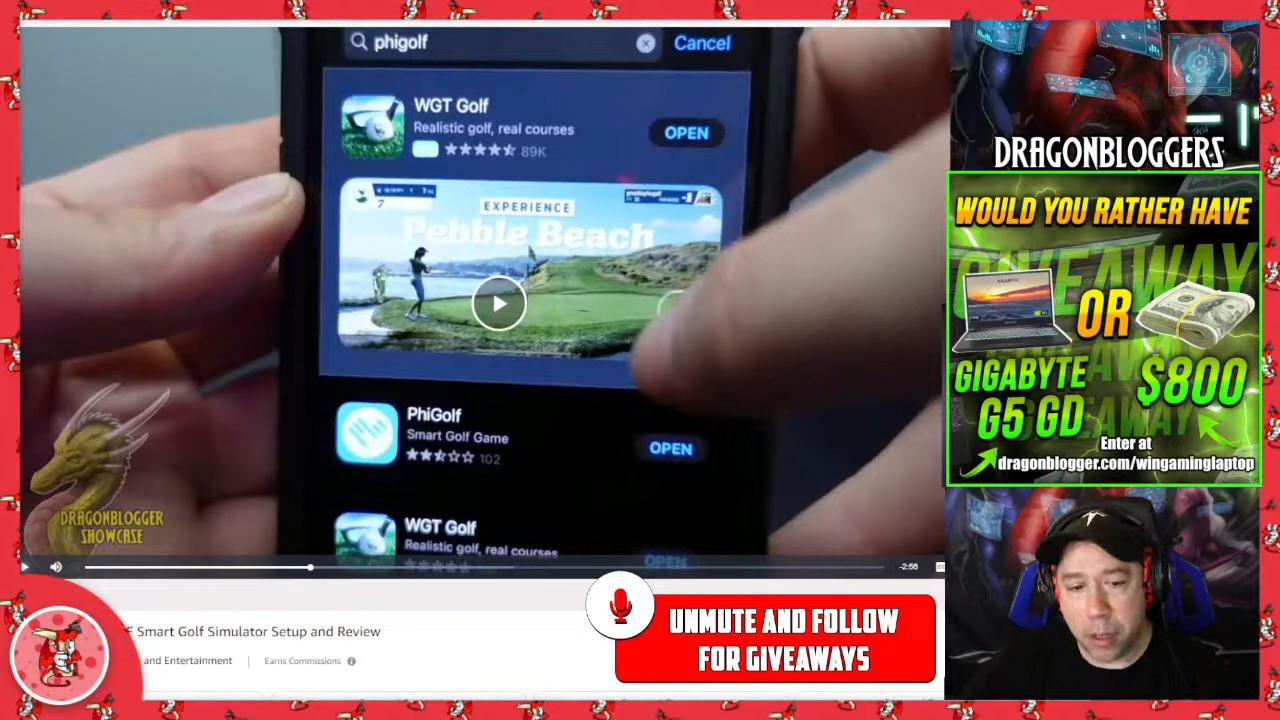 phigolf
Cancel
WGT Golf
Realistic golf, real courses
OPEN
89K
EXPERIENCE
Pebble Beach
7
PhiGolf
Smart Golf Game
OPEN
102
WGT Golf
Realistic golf, real courses
OPEN
DRAGONBLOGGER
SHOWCASE
-2:56
Smart Golf Simulator Setup and Review
and Entertainment
Earns Commissions
UNMUTE AND FOLLOW
FOR GIVEAWAYS
DRAGONBLOGGERS
WOULD YOU RATHER HAVE
GIVEAWAY
OR
GIGABYTE
G5 GD
$800
Enter at
dragonblogger.com/wingaminglaptop